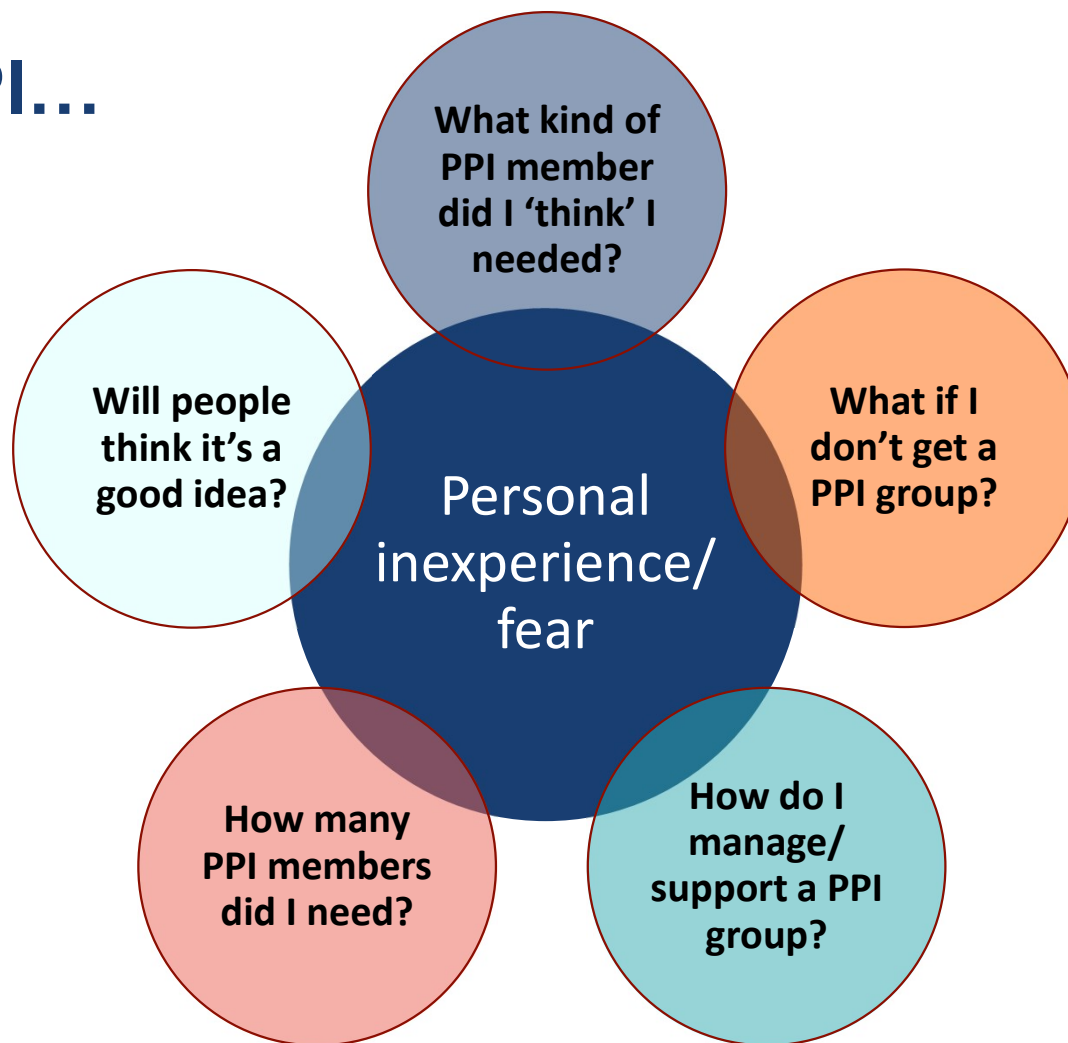 PI…
What kind of
PPI member
did I ‘think’ I
needed?
Will people
think it’s a
good idea?
What if I
don’t get a
PPI group?
Personal
inexperience/
fear
How many
PPI members
did I need?
How do I
manage/
support a PPI
group?